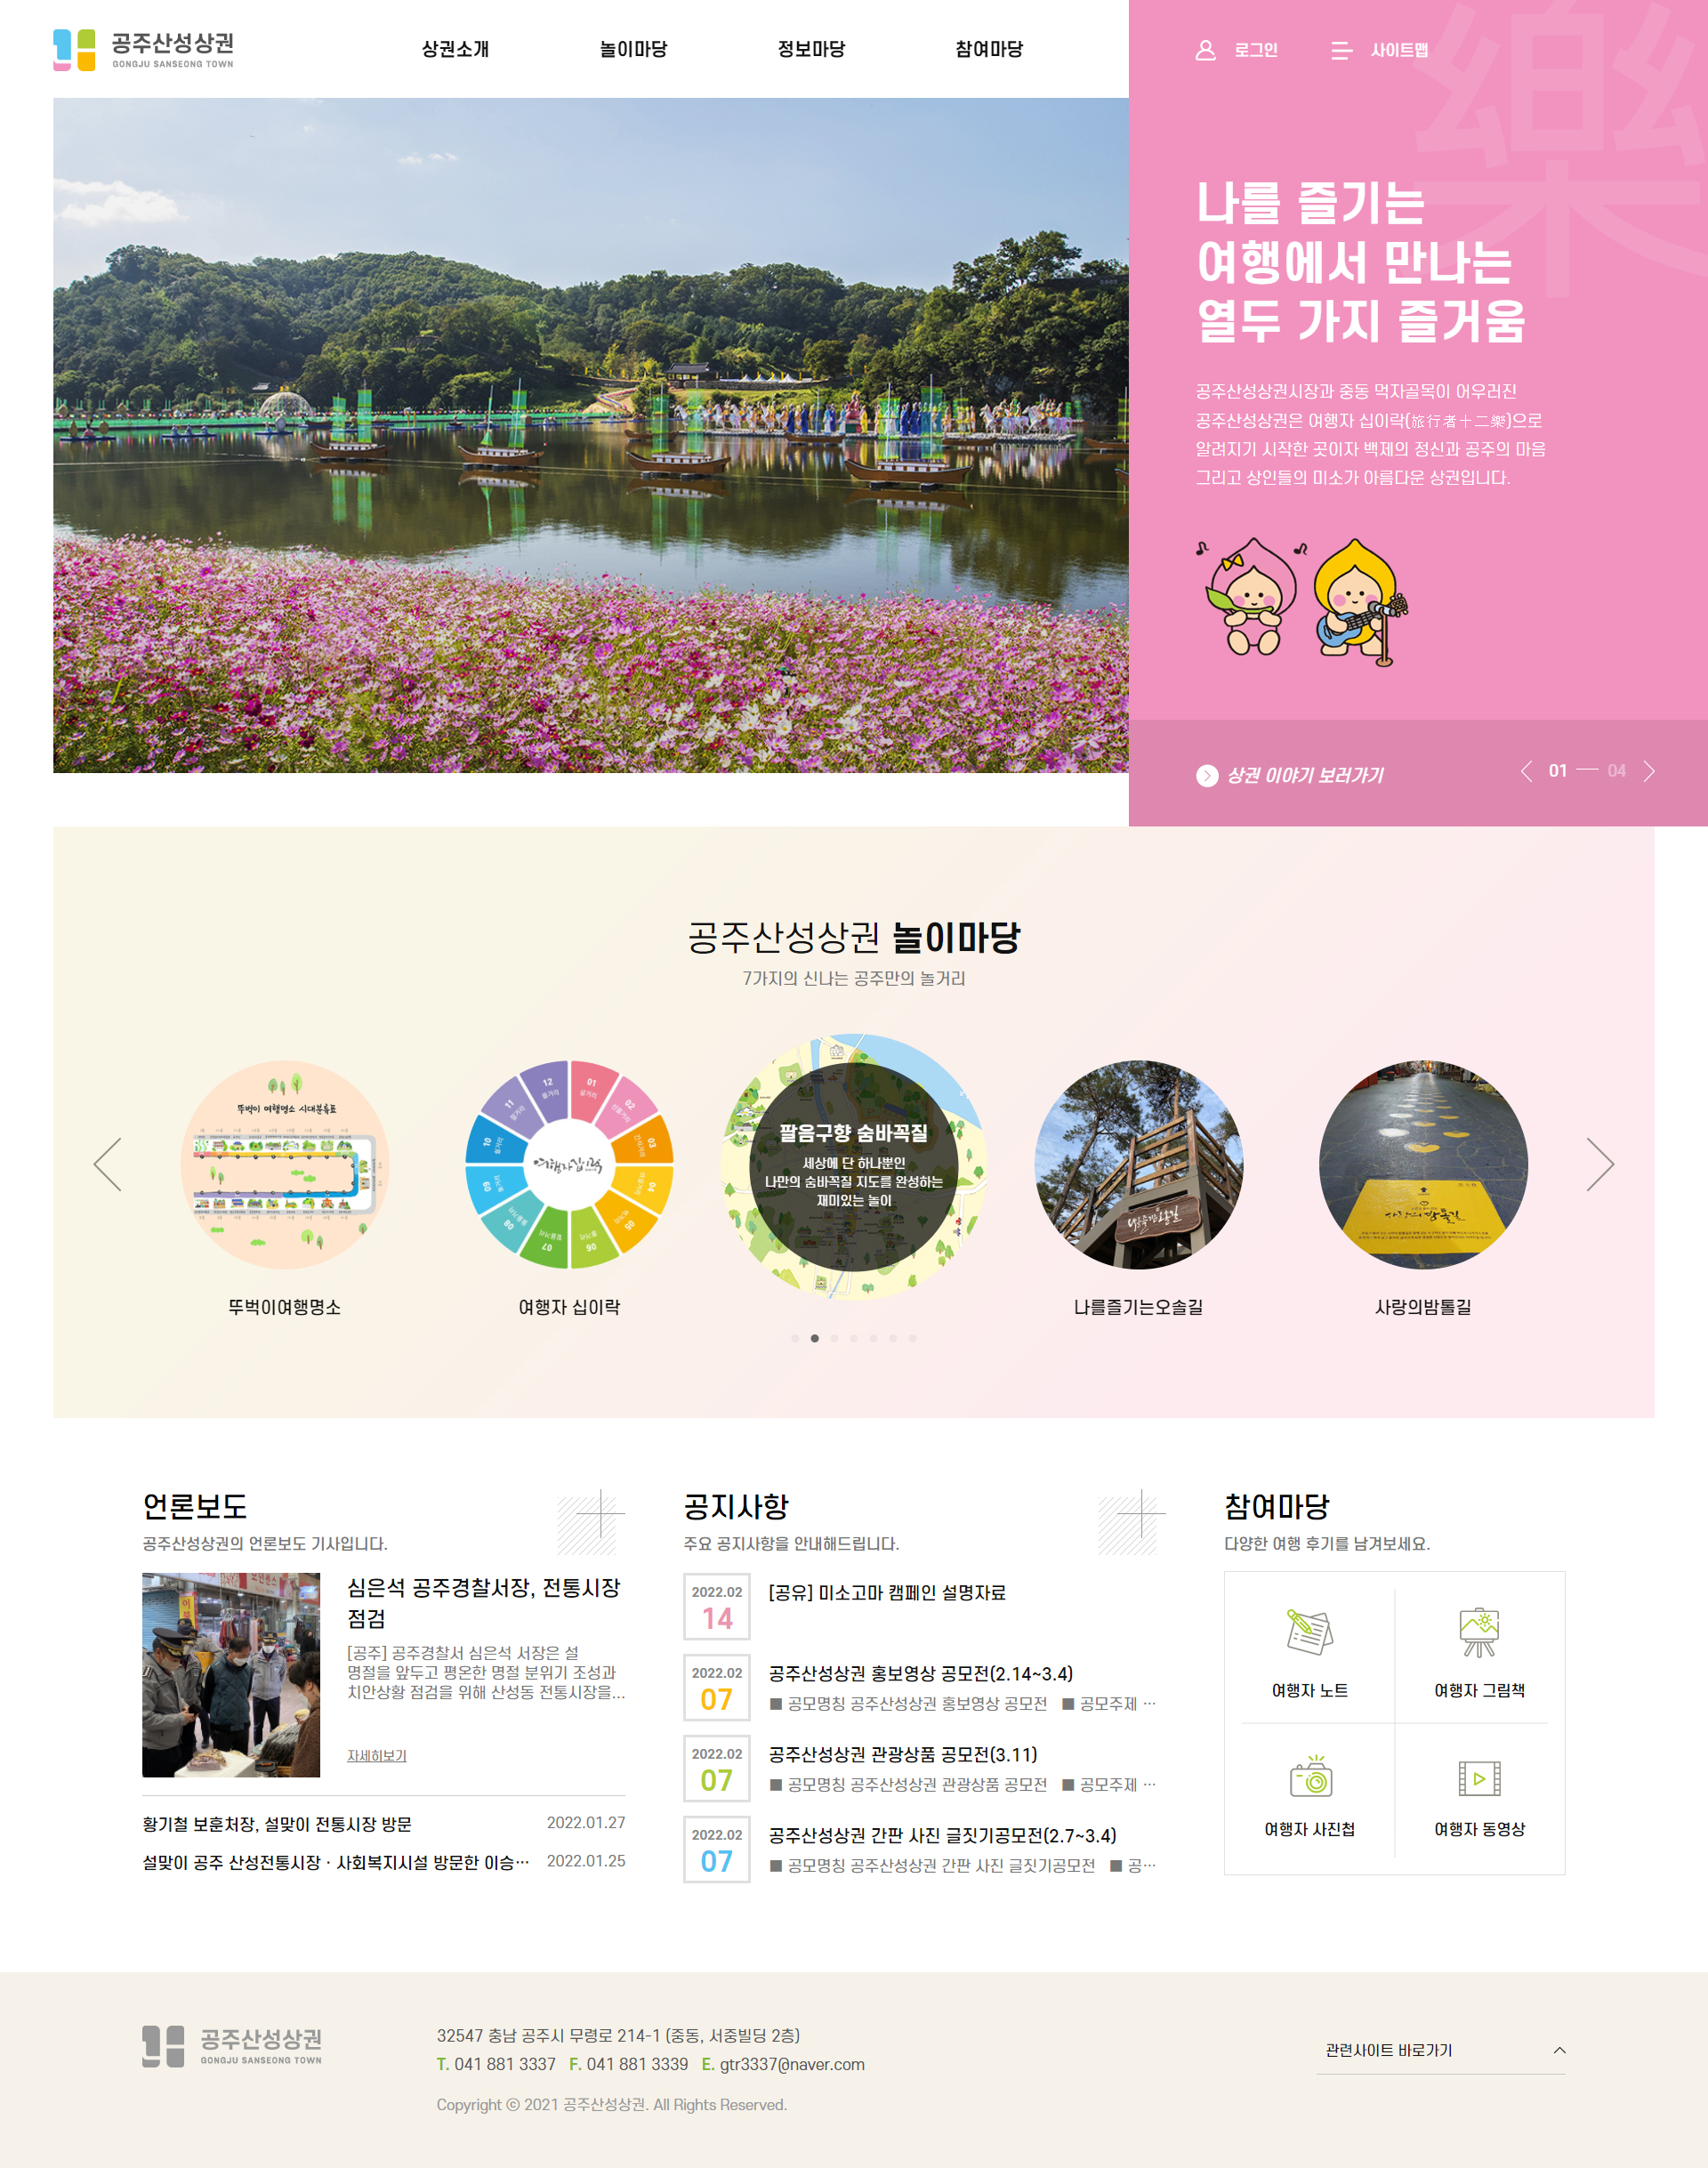 공주산성상권
GONGJU SANSEONG TOWN
상권소개
놀이마당
정보마당
참여마당
로그인
사이트맵
樂
나를 즐기는
여행에서 만나는
열두 가지 즐거움
공주산성상권시장과 중동 먹자골목이 어우러진
공주산성상권은 여행자 십이락(旅行者十二樂)으로
알려지기 시작한 곳이자 백제의 정신과 공주의 마음
그리고 상인들의 미소가 아름다운 상권입니다.
상권 이야기 보러가기
01 04
공주산성상권 놀이마당
7가지의 신나는 공주만의 놀거리
뚜벅이 여행명소 시대분류표
뚜벅이여행명소
01
02
03
04
05
06
07
08
09
10
11
12
여행자십이락
여행자 십이락
팔음구향 숨바꼭질
세상에 단 하나뿐인
나만의 숨바꼭질 지도를 완성하는
재미있는 놀이
나를즐기는오솔길
나를즐기는오솔길
사랑의밤톨길
사랑의밤톨길
언론보도
공주산성상권의 언론보도 기사입니다.
심은석 공주경찰서장, 전통시장
점검
[공주] 공주경찰서 심은석 서장은 설
명절을 앞두고 평온한 명절 분위기 조성과
치안상황 점검을 위해 산성동 전통시장을...
자세히보기
황기철 보훈처장, 설맞이 전통시장 방문 2022.01.27
설맞이 공주 산성전통시장 · 사회복지시설 방문한 이승… 2022.01.25
공지사항
주요 공지사항을 안내해드립니다.
2022.02
14
[공유] 미소고마 캠페인 설명자료
2022.02
07
공주산성상권 홍보영상 공모전(2.14~3.4)
■ 공모명칭 공주산성상권 홍보영상 공모전 ■ 공모주제 …
2022.02
07
공주산성상권 관광상품 공모전(3.11)
■ 공모명칭 공주산성상권 관광상품 공모전 ■ 공모주제 …
2022.02
07
공주산성상권 간판 사진 글짓기공모전(2.7~3.4)
■ 공모명칭 공주산성상권 간판 사진 글짓기공모전 ■ 공…
참여마당
다양한 여행 후기를 남겨보세요.
여행자 노트
여행자 그림책
여행자 사진첩
여행자 동영상
공주산성상권
GONGJU SANSEONG TOWN
32547 충남 공주시 무령로 214-1 (중동, 서중빌딩 2층)
T. 041 881 3337 F. 041 881 3339 E. gtr3337@naver.com
Copyright ⓒ 2021 공주산성상권. All Rights Reserved.
관련사이트 바로가기